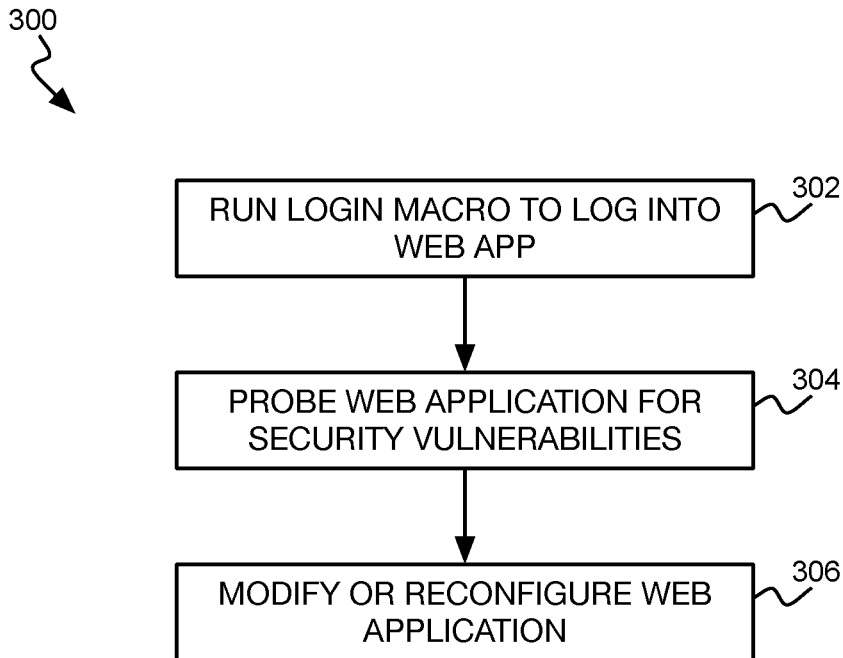 300
RUN LOGIN MACRO TO LOG INTO
WEB APP
302
PROBE WEB APPLICATION FOR
SECURITY VULNERABILITIES
304
MODIFY OR RECONFIGURE WEB
APPLICATION
306